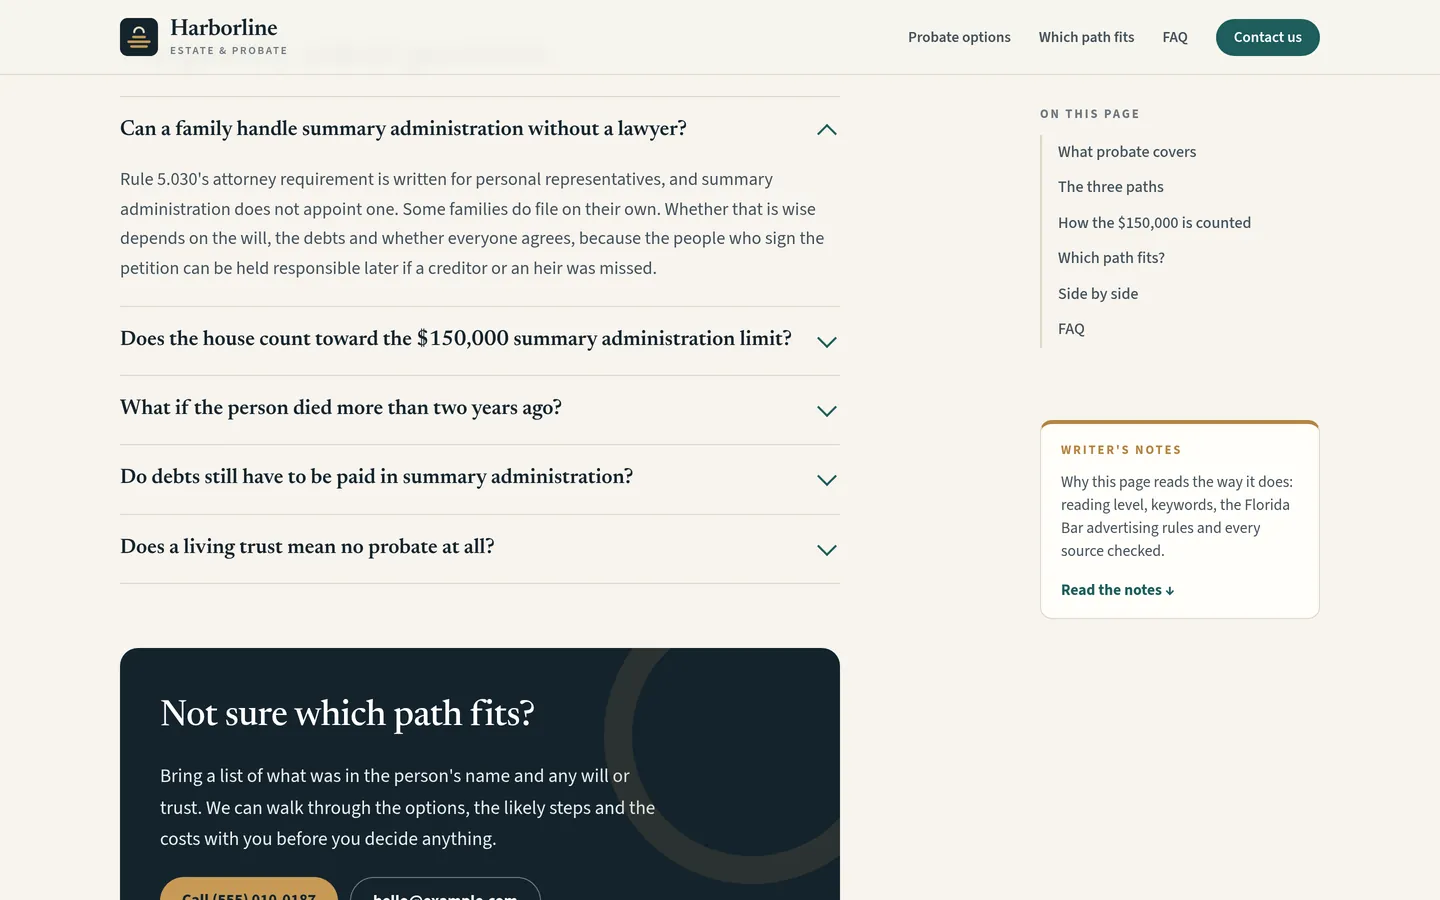 Harborline
ESTATE & PROBATE
Probate options
Which path fits
FAQ
Contact us
Can a family handle summary administration without a lawyer?
Rule 5.030's attorney requirement is written for personal representatives, and summary
administration does not appoint one. Some families do file on their own. Whether that is wise
depends on the will, the debts and whether everyone agrees, because the people who sign the
petition can be held responsible later if a creditor or an heir was missed.
Does the house count toward the $150,000 summary administration limit?
What if the person died more than two years ago?
Do debts still have to be paid in summary administration?
Does a living trust mean no probate at all?
Not sure which path fits?
Bring a list of what was in the person's name and any will or
trust. We can walk through the options, the likely steps and the
costs with you before you decide anything.
Call (555) 010-0187
hello@example.com
ON THIS PAGE
What probate covers
The three paths
How the $150,000 is counted
Which path fits?
Side by side
FAQ
WRITER'S NOTES
Why this page reads the way it does:
reading level, keywords, the Florida
Bar advertising rules and every
source checked.
Read the notes ↓